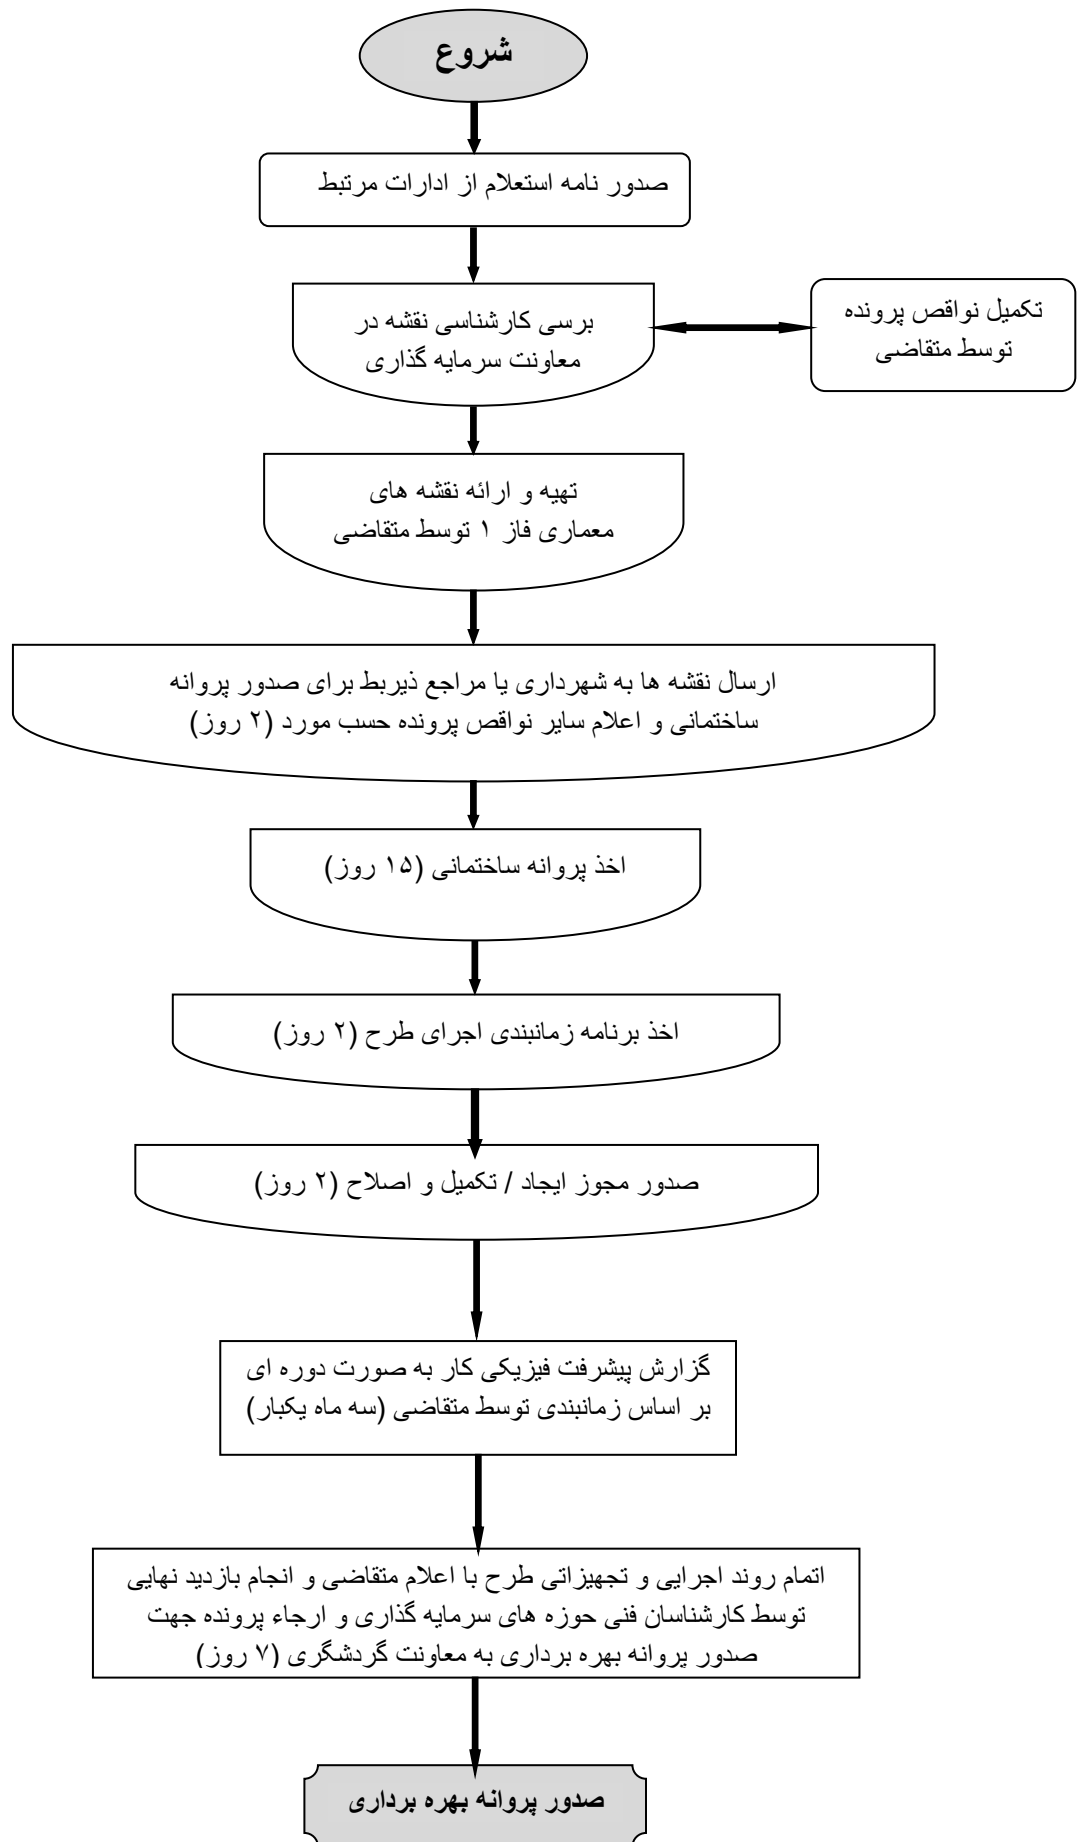 شروع
صدور نامه استعلام از ادارات مرتبط
برسی کارشناسی نقشه در
معاونت سرمایه گذاری
تکمیل نواقص پرونده
توسط متقاضی
تهیه و ارائه نقشه های
معماری فاز ۱ توسط متقاضی
ارسال نقشه ها به شهرداری یا مراجع ذیربط برای صدور پروانه
ساختمانی و اعلام سایر نواقص پرونده حسب مورد (۲ روز)
اخذ پروانه ساختمانی (۱۵ روز)
اخذ برنامه زمانبندی اجرای طرح (۲ روز)
صدور مجوز ایجاد / تکمیل و اصلاح (۲ روز)
گزارش پیشرفت فیزیکی کار به صورت دوره ای
بر اساس زمانبندی توسط متقاضی (سه ماه یکبار)
اتمام روند اجرایی و تجهیزاتی طرح با اعلام متقاضی و انجام بازدید نهایی
توسط کارشناسان فنی حوزه های سرمایه گذاری و ارجاء پرونده جهت
صدور پروانه بهره برداری به معاونت گردشگری (۷ روز)
صدور پروانه بهره برداری